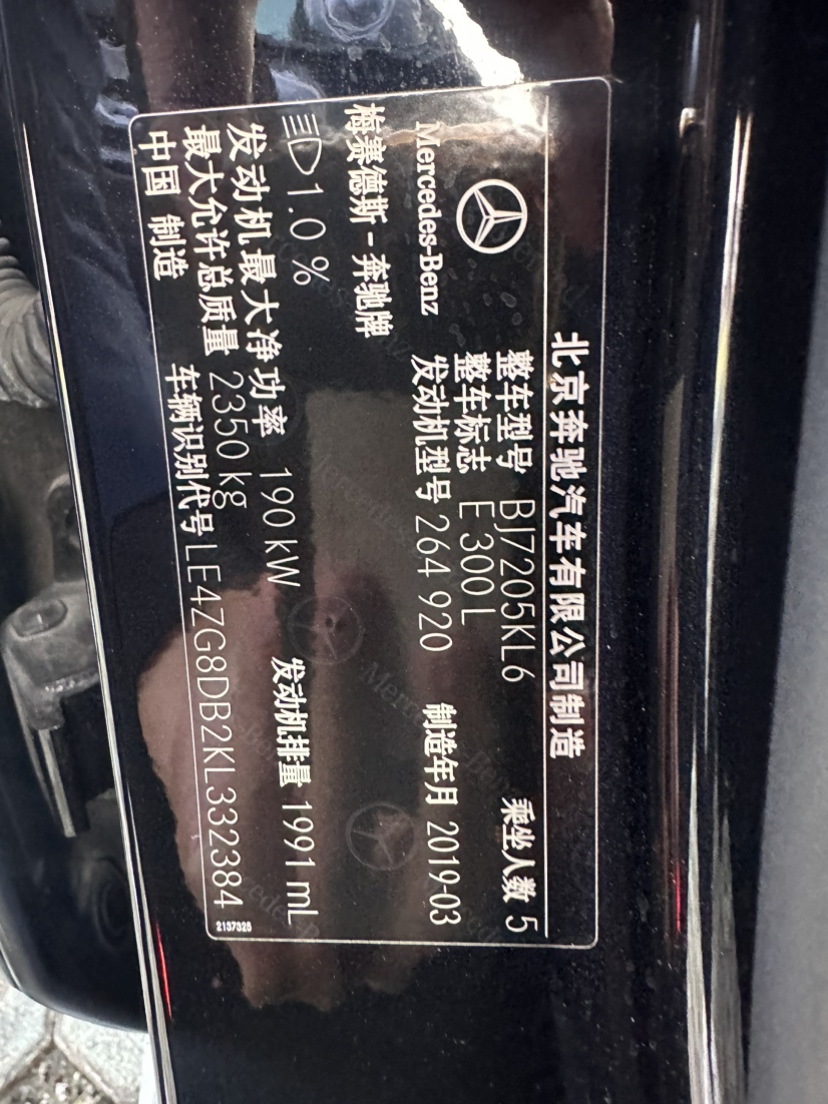 北京奔驰汽车有限公司制造
整车型号 BJ7205KL6 乘坐人数 5
整车标志 E 300 L
Mercedes-Benz 发动机型号 264 920 制造年月 2019-03
梅赛德斯-奔驰牌
1.0 % 发动机排量 1991 mL
发动机最大净功率 190 kW
最大允许总质量 2350 kg
中国 制造 车辆识别代号 LE4ZG8DB2KL332384
2137325